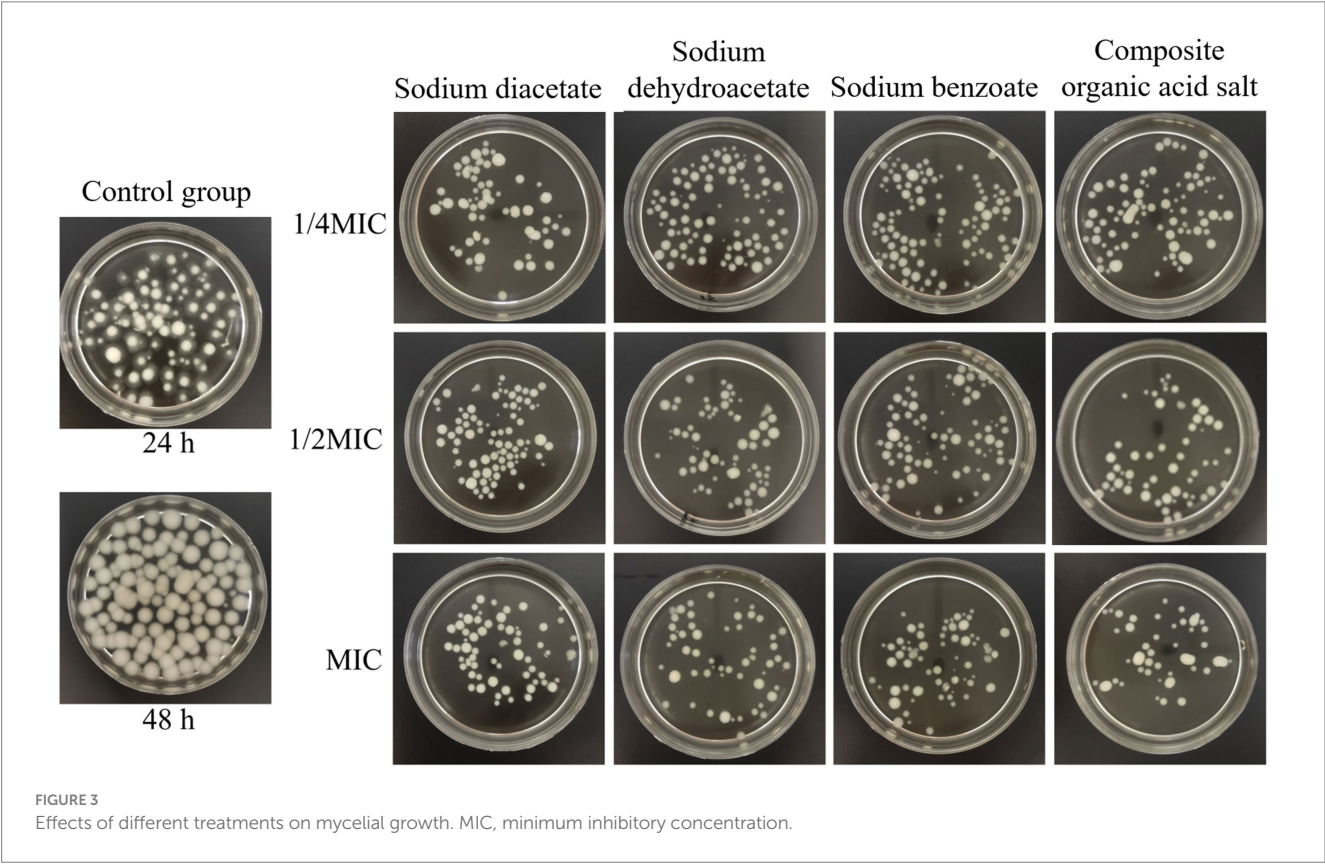 Sodium diacetate
Sodium
dehydroacetate
Sodium benzoate
Composite
organic acid salt
Control group
24 h
48 h
1/4MIC
1/2MIC
MIC
FIGURE 3
Effects of different treatments on mycelial growth. MIC, minimum inhibitory concentration.